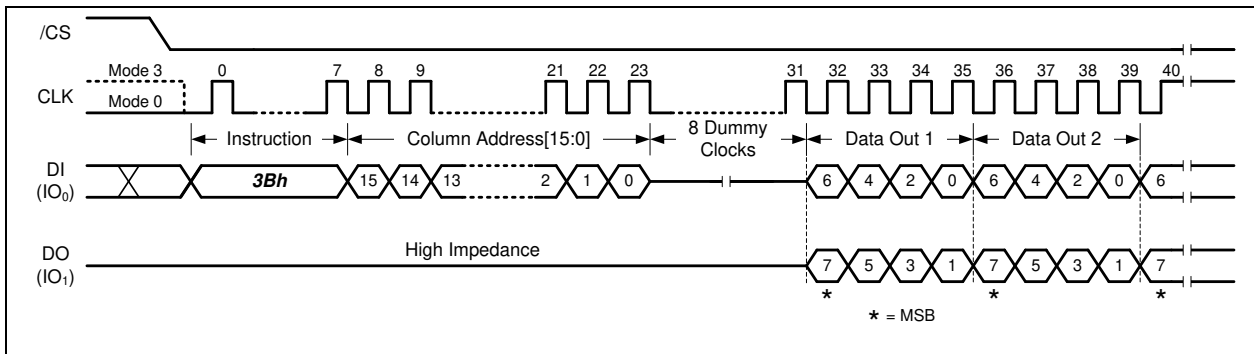 /CS
Mode 3 0 7 8 9 21 22 23 31 32 33 34 35 36 37 38 39 40
CLK Mode 0
Instruction Column Address[15:0] 8 Dummy Clocks Data Out 1 Data Out 2
DI (IO0) 3Bh 15 14 13 2 1 0 6 4 2 0 6 4 2 0 6
High Impedance
DO (IO1) 7 5 3 1 7 5 3 1 7
* * *
* = MSB